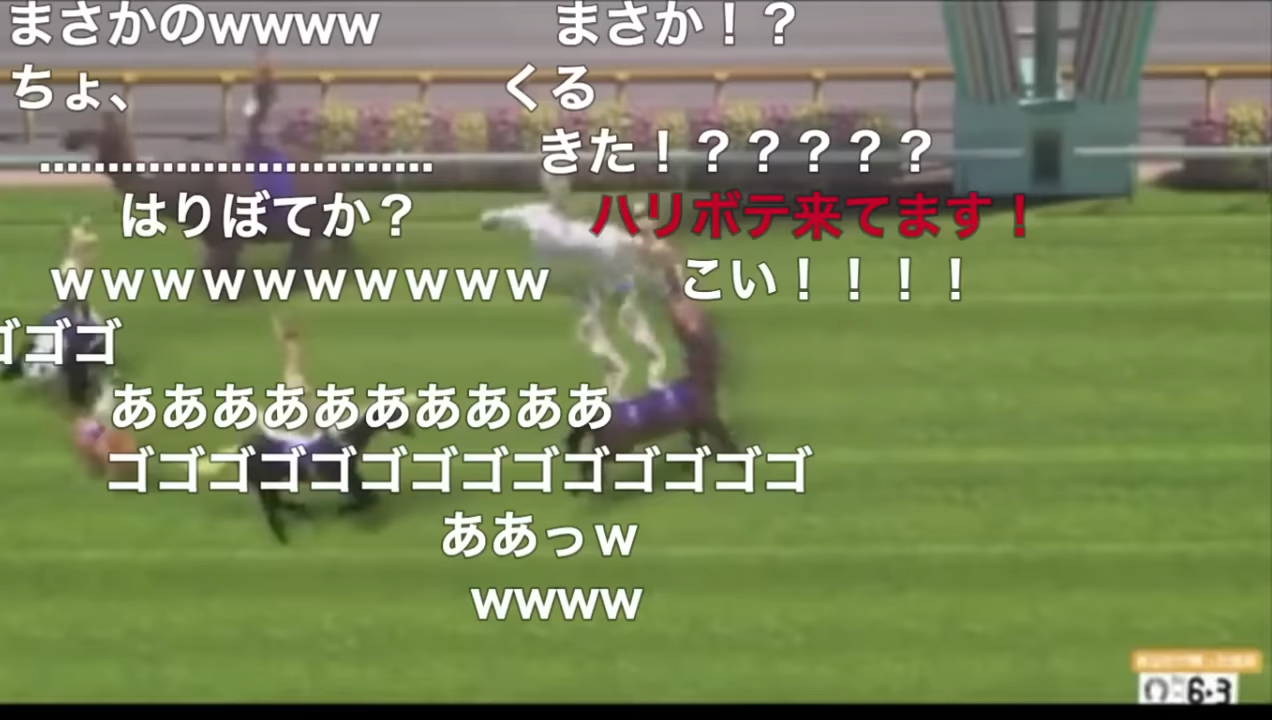 まさかのwwww
まさか！？
ちょ、
くる
きた！？？？？？
はりぼてか？
ハリボテ来てます！
ｗｗｗｗｗｗｗｗｗｗ
こい！！！！
ゴゴゴ
ああああああああああ
ゴゴゴゴゴゴゴゴゴゴゴゴゴゴ
ああっｗ
wwww
6-3